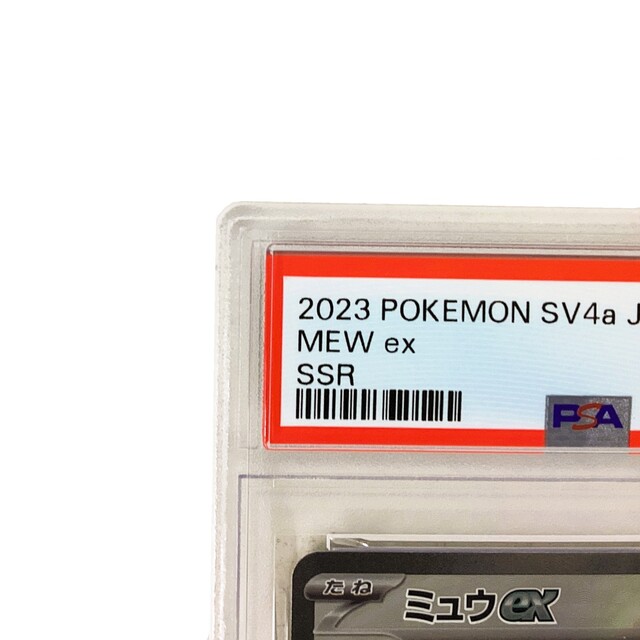 2023 POKEMON SV4a J
MEW ex
SSR
PSA
たね
ミュウex